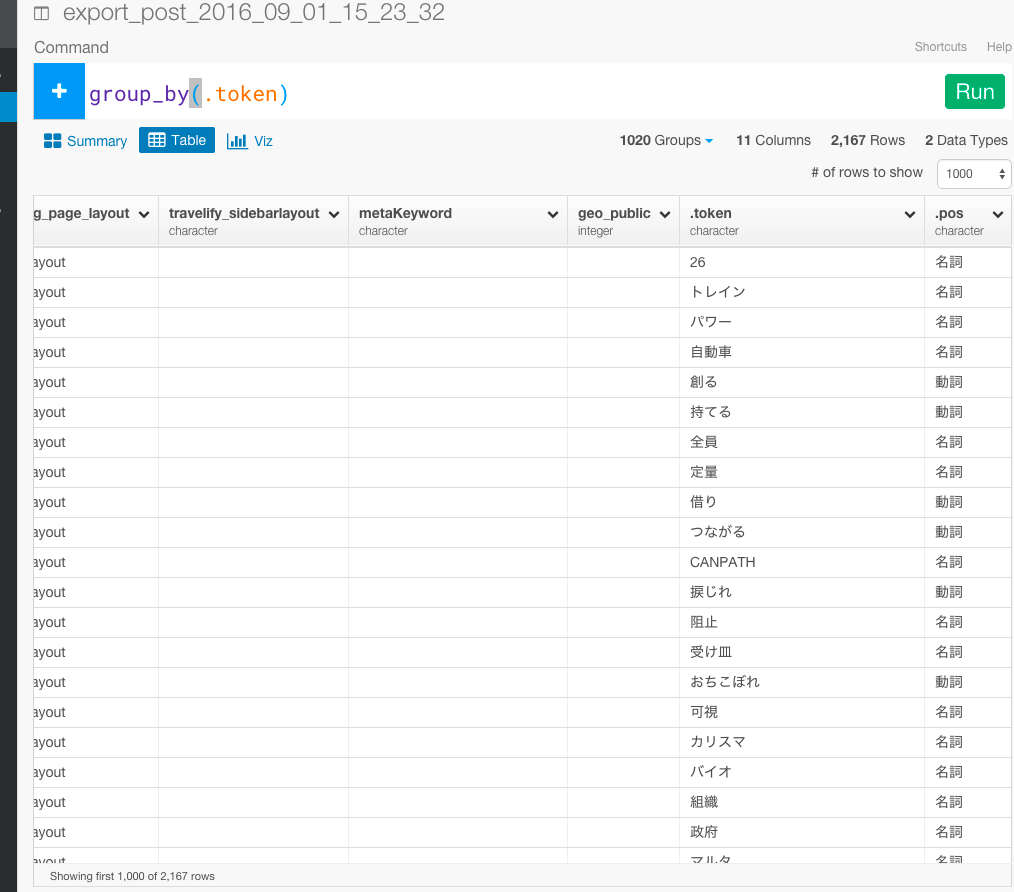 export_post_2016_09_01_15_23_32
Command
Shortcuts Help
+ group_by(.token) Run
Summary Table Viz 1020 Groups 11 Columns 2,167 Rows 2 Data Types
# of rows to show 1000
g_page_layout travelify_sidebarlayout metaKeyword geo_public .token .pos
character character integer character character
ayout 26 名詞
ayout トレイン 名詞
ayout パワー 名詞
ayout 自動車 名詞
ayout 創る 動詞
ayout 持てる 動詞
ayout 全員 名詞
ayout 定量 名詞
ayout 借り 動詞
ayout つながる 動詞
ayout CANPATH 名詞
ayout 捩じれ 動詞
ayout 阻止 名詞
ayout 受け皿 名詞
ayout おちこぼれ 動詞
ayout 可視 名詞
ayout カリスマ 名詞
ayout バイオ 名詞
ayout 組織 名詞
ayout 政府 名詞
ayout マルタ 名詞
Showing first 1,000 of 2,167 rows